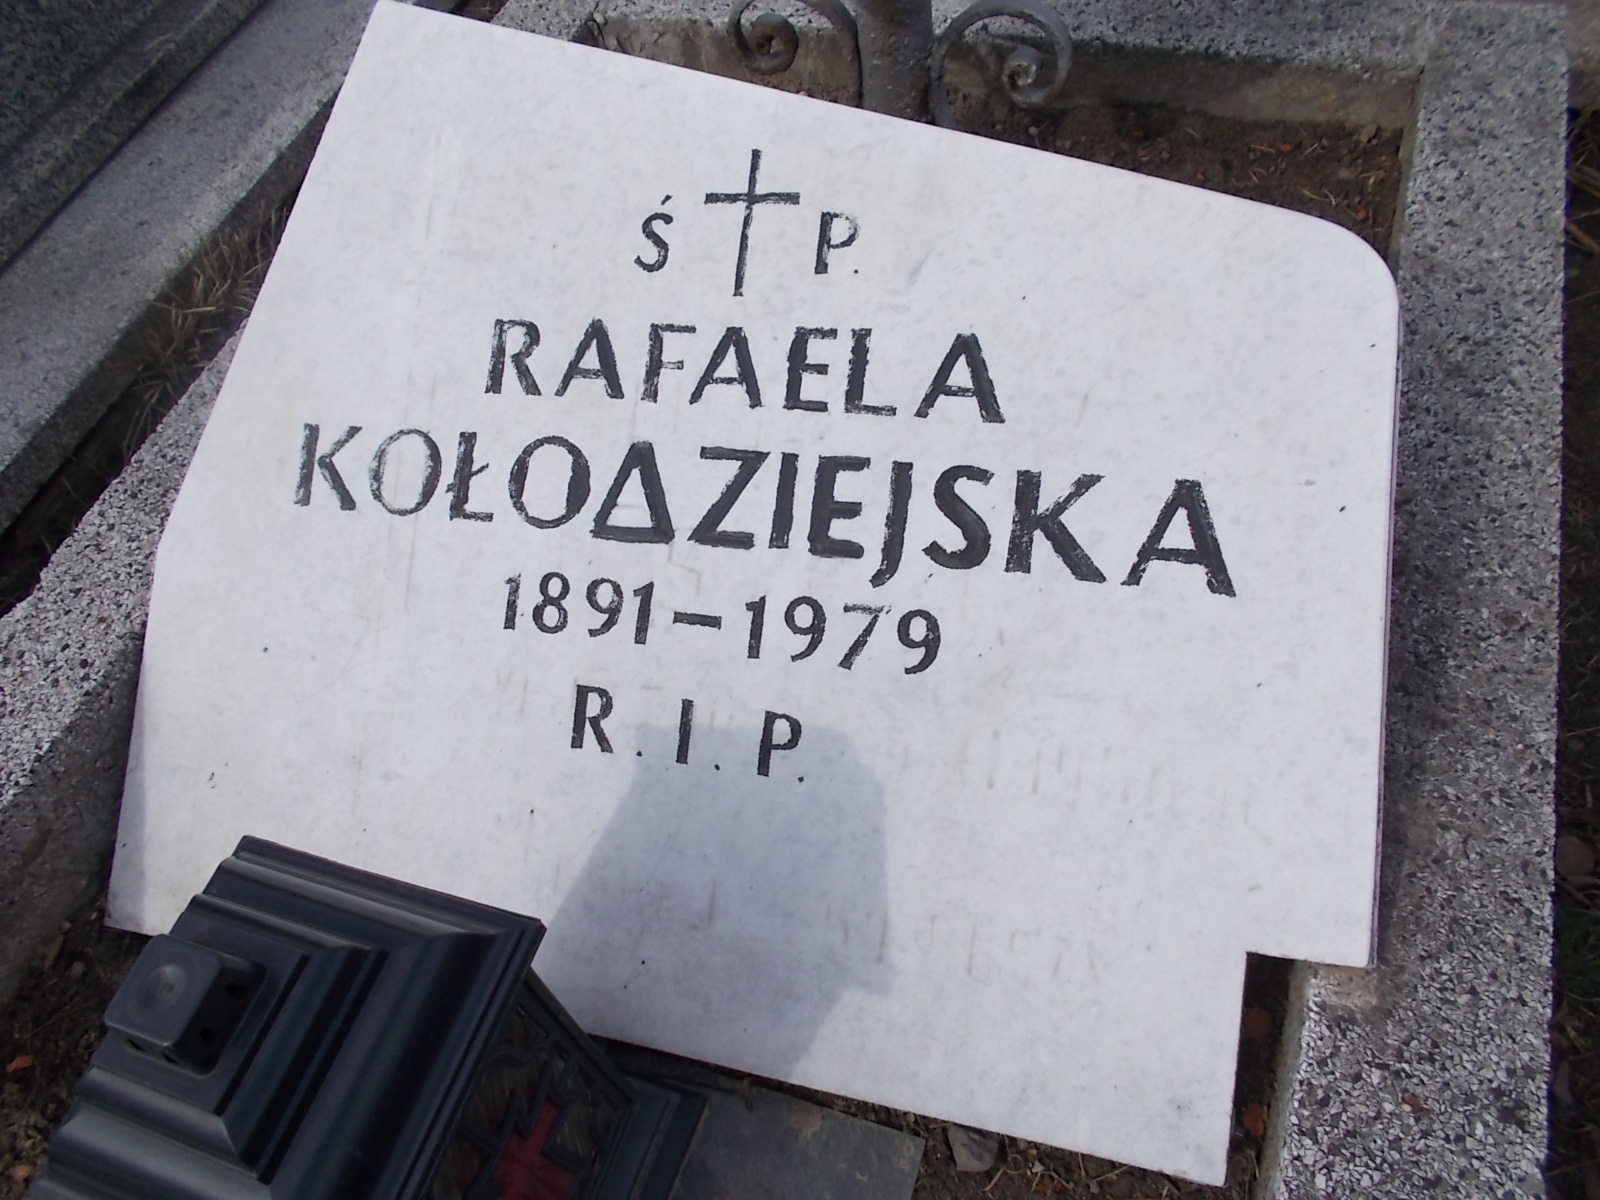 Ś P.
RAFAELA
KOŁODZIEJSKA
1891-1979
R.I.P.